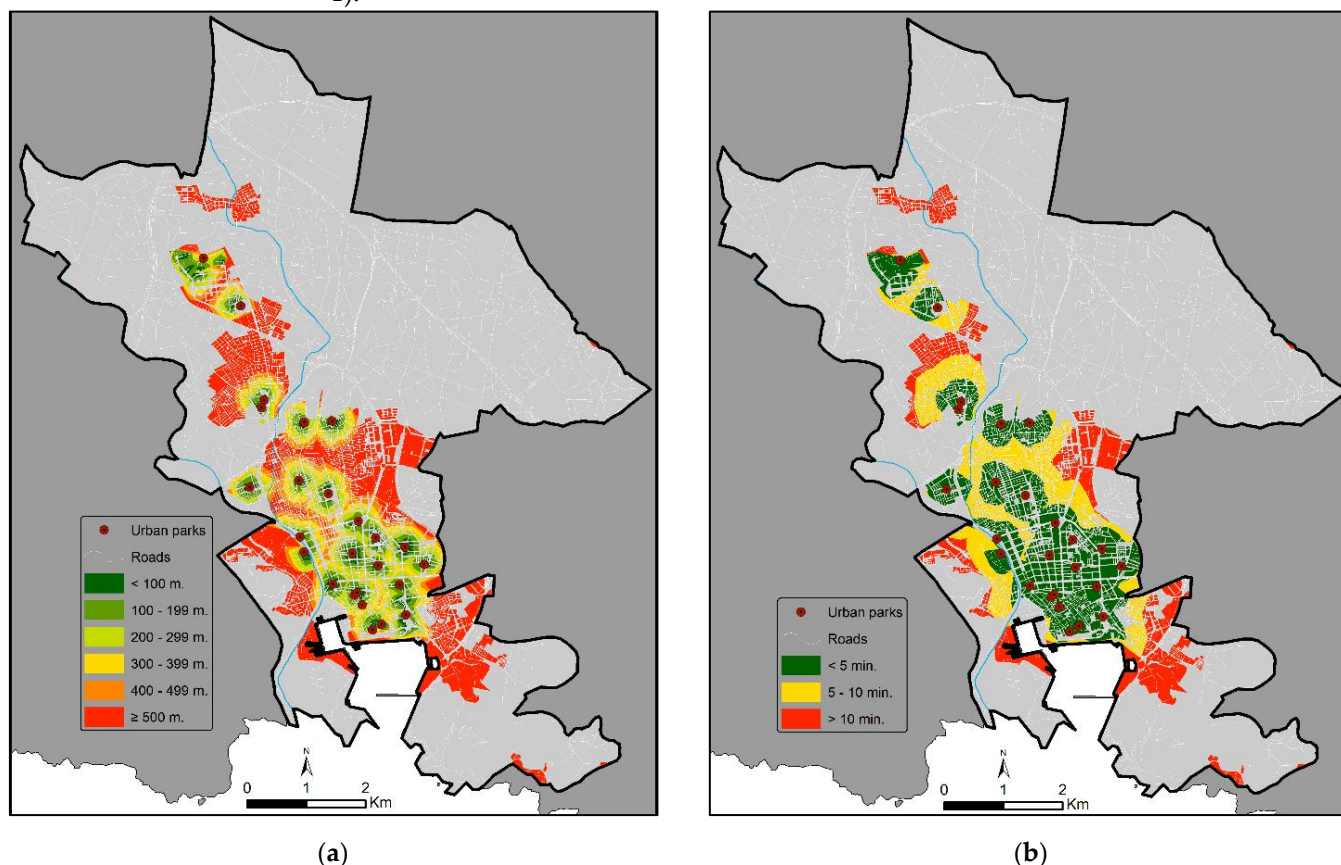 1).
Urban parks
Roads
< 100 m.
100 - 199 m.
200 - 299 m.
300 - 399 m.
400 - 499 m.
≥ 500 m.
N
0 1 2
Km
Urban parks
Roads
< 5 min.
5 - 10 min.
> 10 min.
N
0 1 2
Km
(a)
(b)